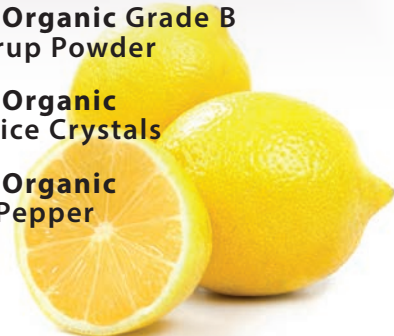 Organic Grade B
rup Powder
Organic
ice Crystals
Organic
Pepper